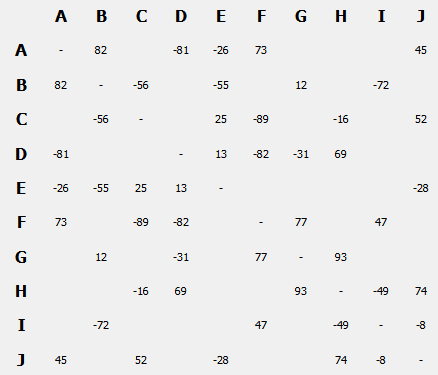 A B C D E F G H I J
A - 82 -81 -26 73 45
B 82 - -56 -55 12 -72
C -56 - 25 -89 -16 52
D -81 - 13 -82 -31 69
E -26 -55 25 13 - -28
F 73 -89 -82 - 77 47
G 12 -31 77 - 93
H -16 69 93 - -49 74
I -72 47 -49 - -8
J 45 52 -28 74 -8 -